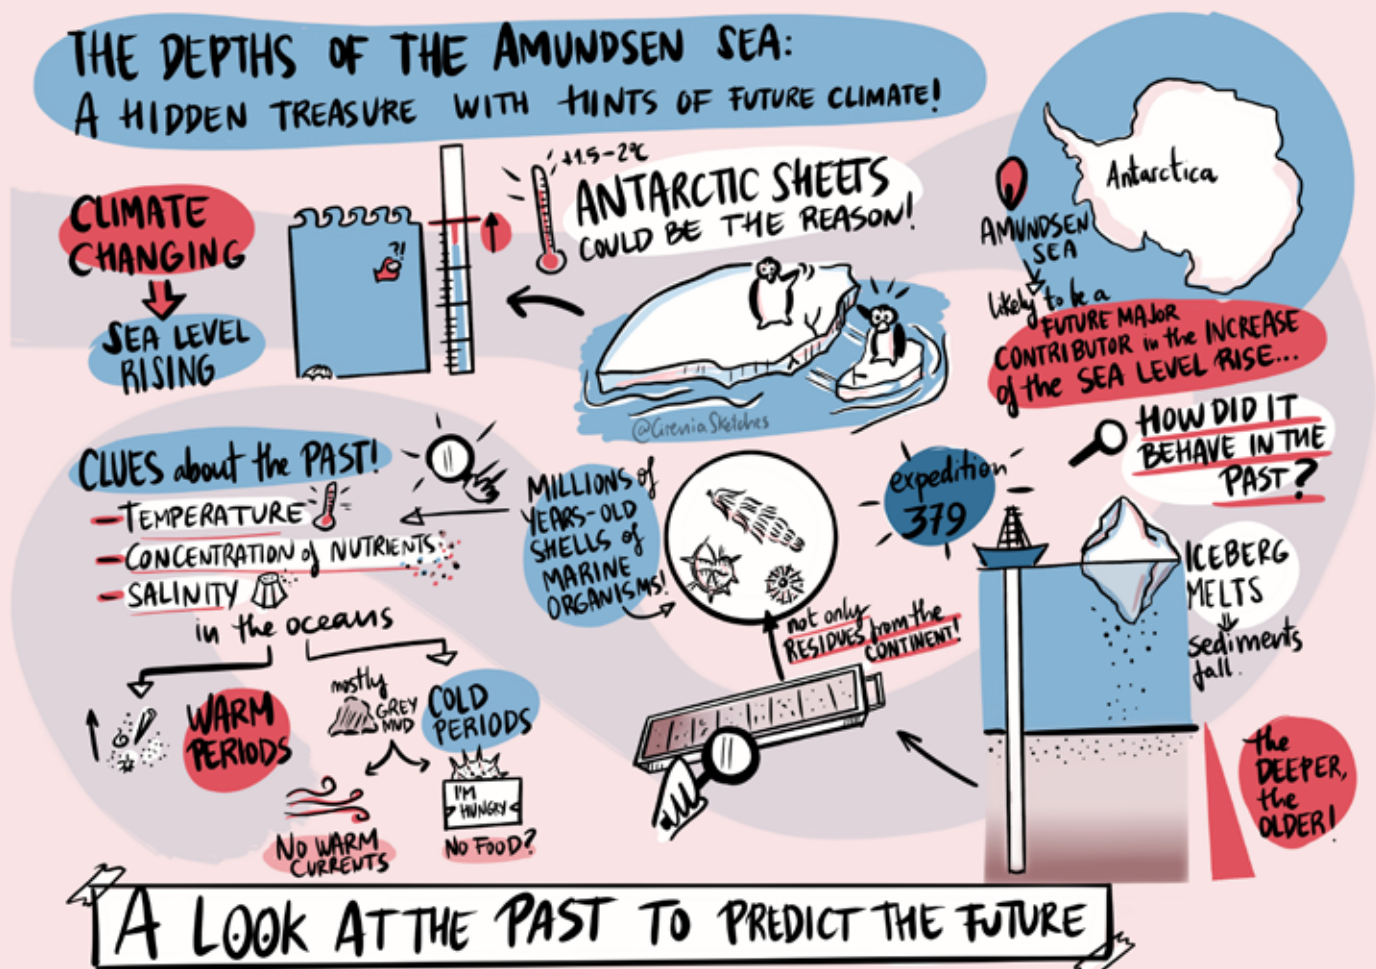 THE DEPTHS OF THE AMUNDSEN SEA:
A HIDDEN TREASURE WITH HINTS OF FUTURE CLIMATE!
CLIMATE
CHANGING
SEA LEVEL
RISING
?!
+1.5-2°C
ANTARCTIC SHEETS
COULD BE THE REASON!
@GreniaSketches
Antarctica
AMUNDSEN
SEA
likely to be a
FUTURE MAJOR
CONTRIBUTOR in the INCREASE
of the SEA LEVEL RISE...
HOW DID IT
BEHAVE IN THE
PAST?
expedition
379
ICEBERG
MELTS
sediments
fall
the
DEEPER,
the
OLDER!
not only
RESIDUES from the
CONTINENT!
MILLIONS of
YEARS-OLD
SHELLS of
MARINE
ORGANISMS!
CLUES about the PAST!
- TEMPERATURE
- CONCENTRATION of NUTRIENTS
- SALINITY
in the oceans
WARM
PERIODS
mostly
GREY
MUD
COLD
PERIODS
NO WARM
CURRENTS
I'M
HUNGRY
NO FOOD?
A LOOK AT THE PAST TO PREDICT THE FUTURE